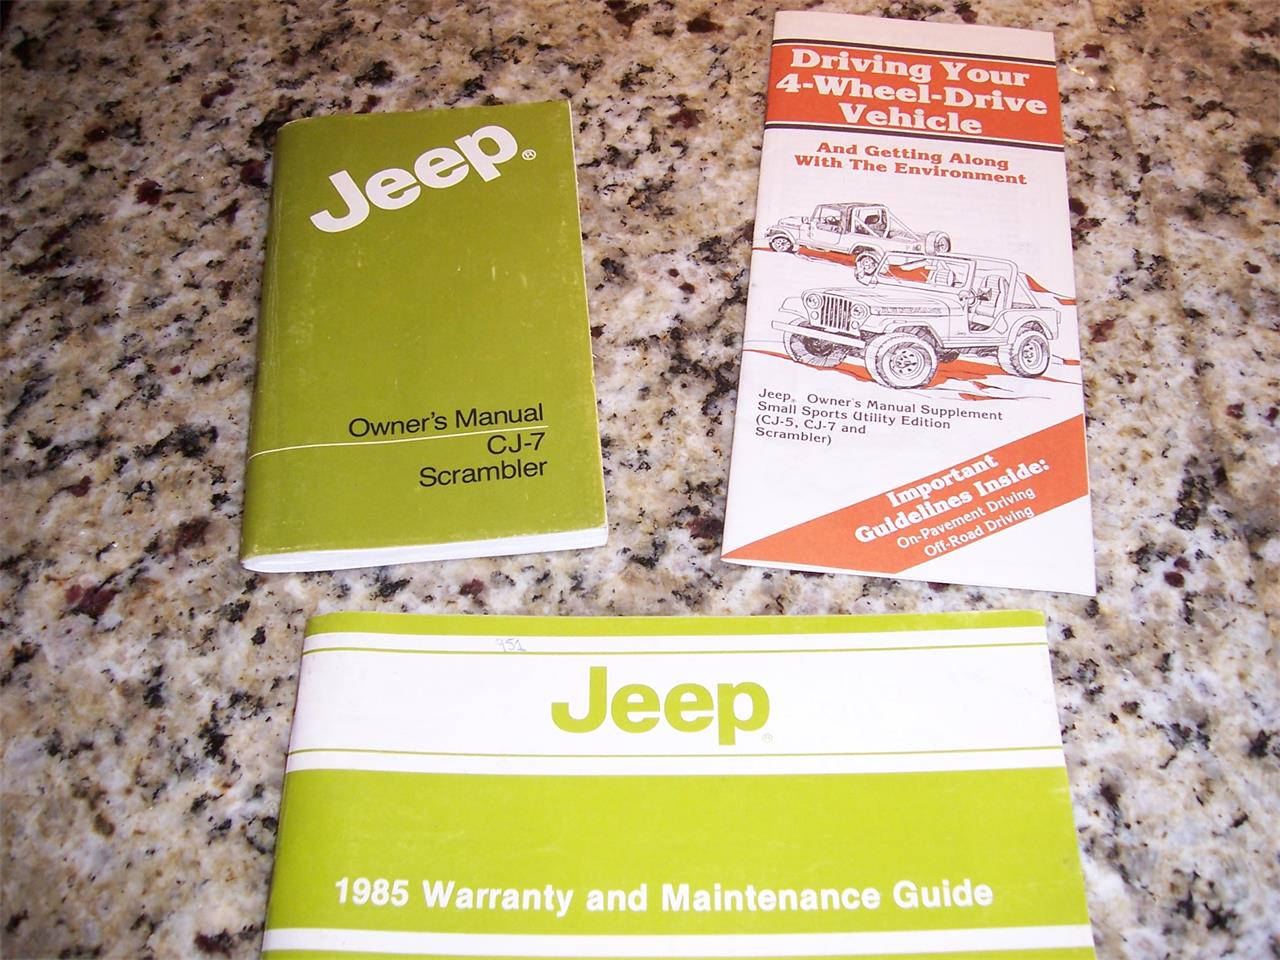 Jeep®
Owner's Manual
CJ-7
Scrambler
Driving Your
4-Wheel-Drive
Vehicle
And Getting Along
With The Environment
Jeep® Owner's Manual Supplement
Small Sports Utility Edition
(CJ-5, CJ-7 and
Scrambler)
Important
Guidelines Inside:
On-Pavement Driving
Off-Road Driving
951
Jeep®
1985 Warranty and Maintenance Guide